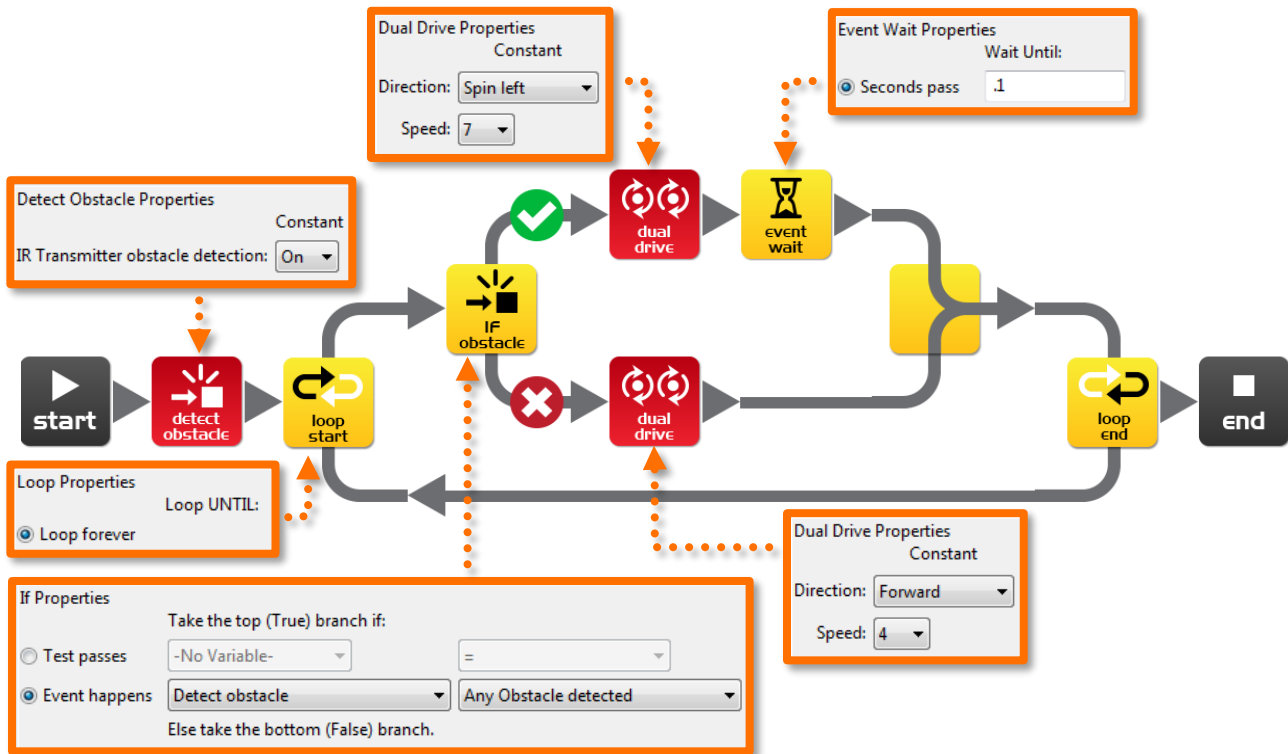 Dual Drive Properties
Constant
Direction: Spin left
Speed: 7
Event Wait Properties
Wait Until:
Seconds pass .1
Detect Obstacle Properties
Constant
IR Transmitter obstacle detection: On
dual
drive
event
wait
IF
obstacle
start
detect
obstacle
loop
start
dual
drive
loop
end
end
Loop Properties
Loop UNTIL:
Loop forever
Dual Drive Properties
Constant
Direction: Forward
Speed: 4
If Properties
Take the top (True) branch if:
Test passes -No Variable- =
Event happens Detect obstacle Any Obstacle detected
Else take the bottom (False) branch.